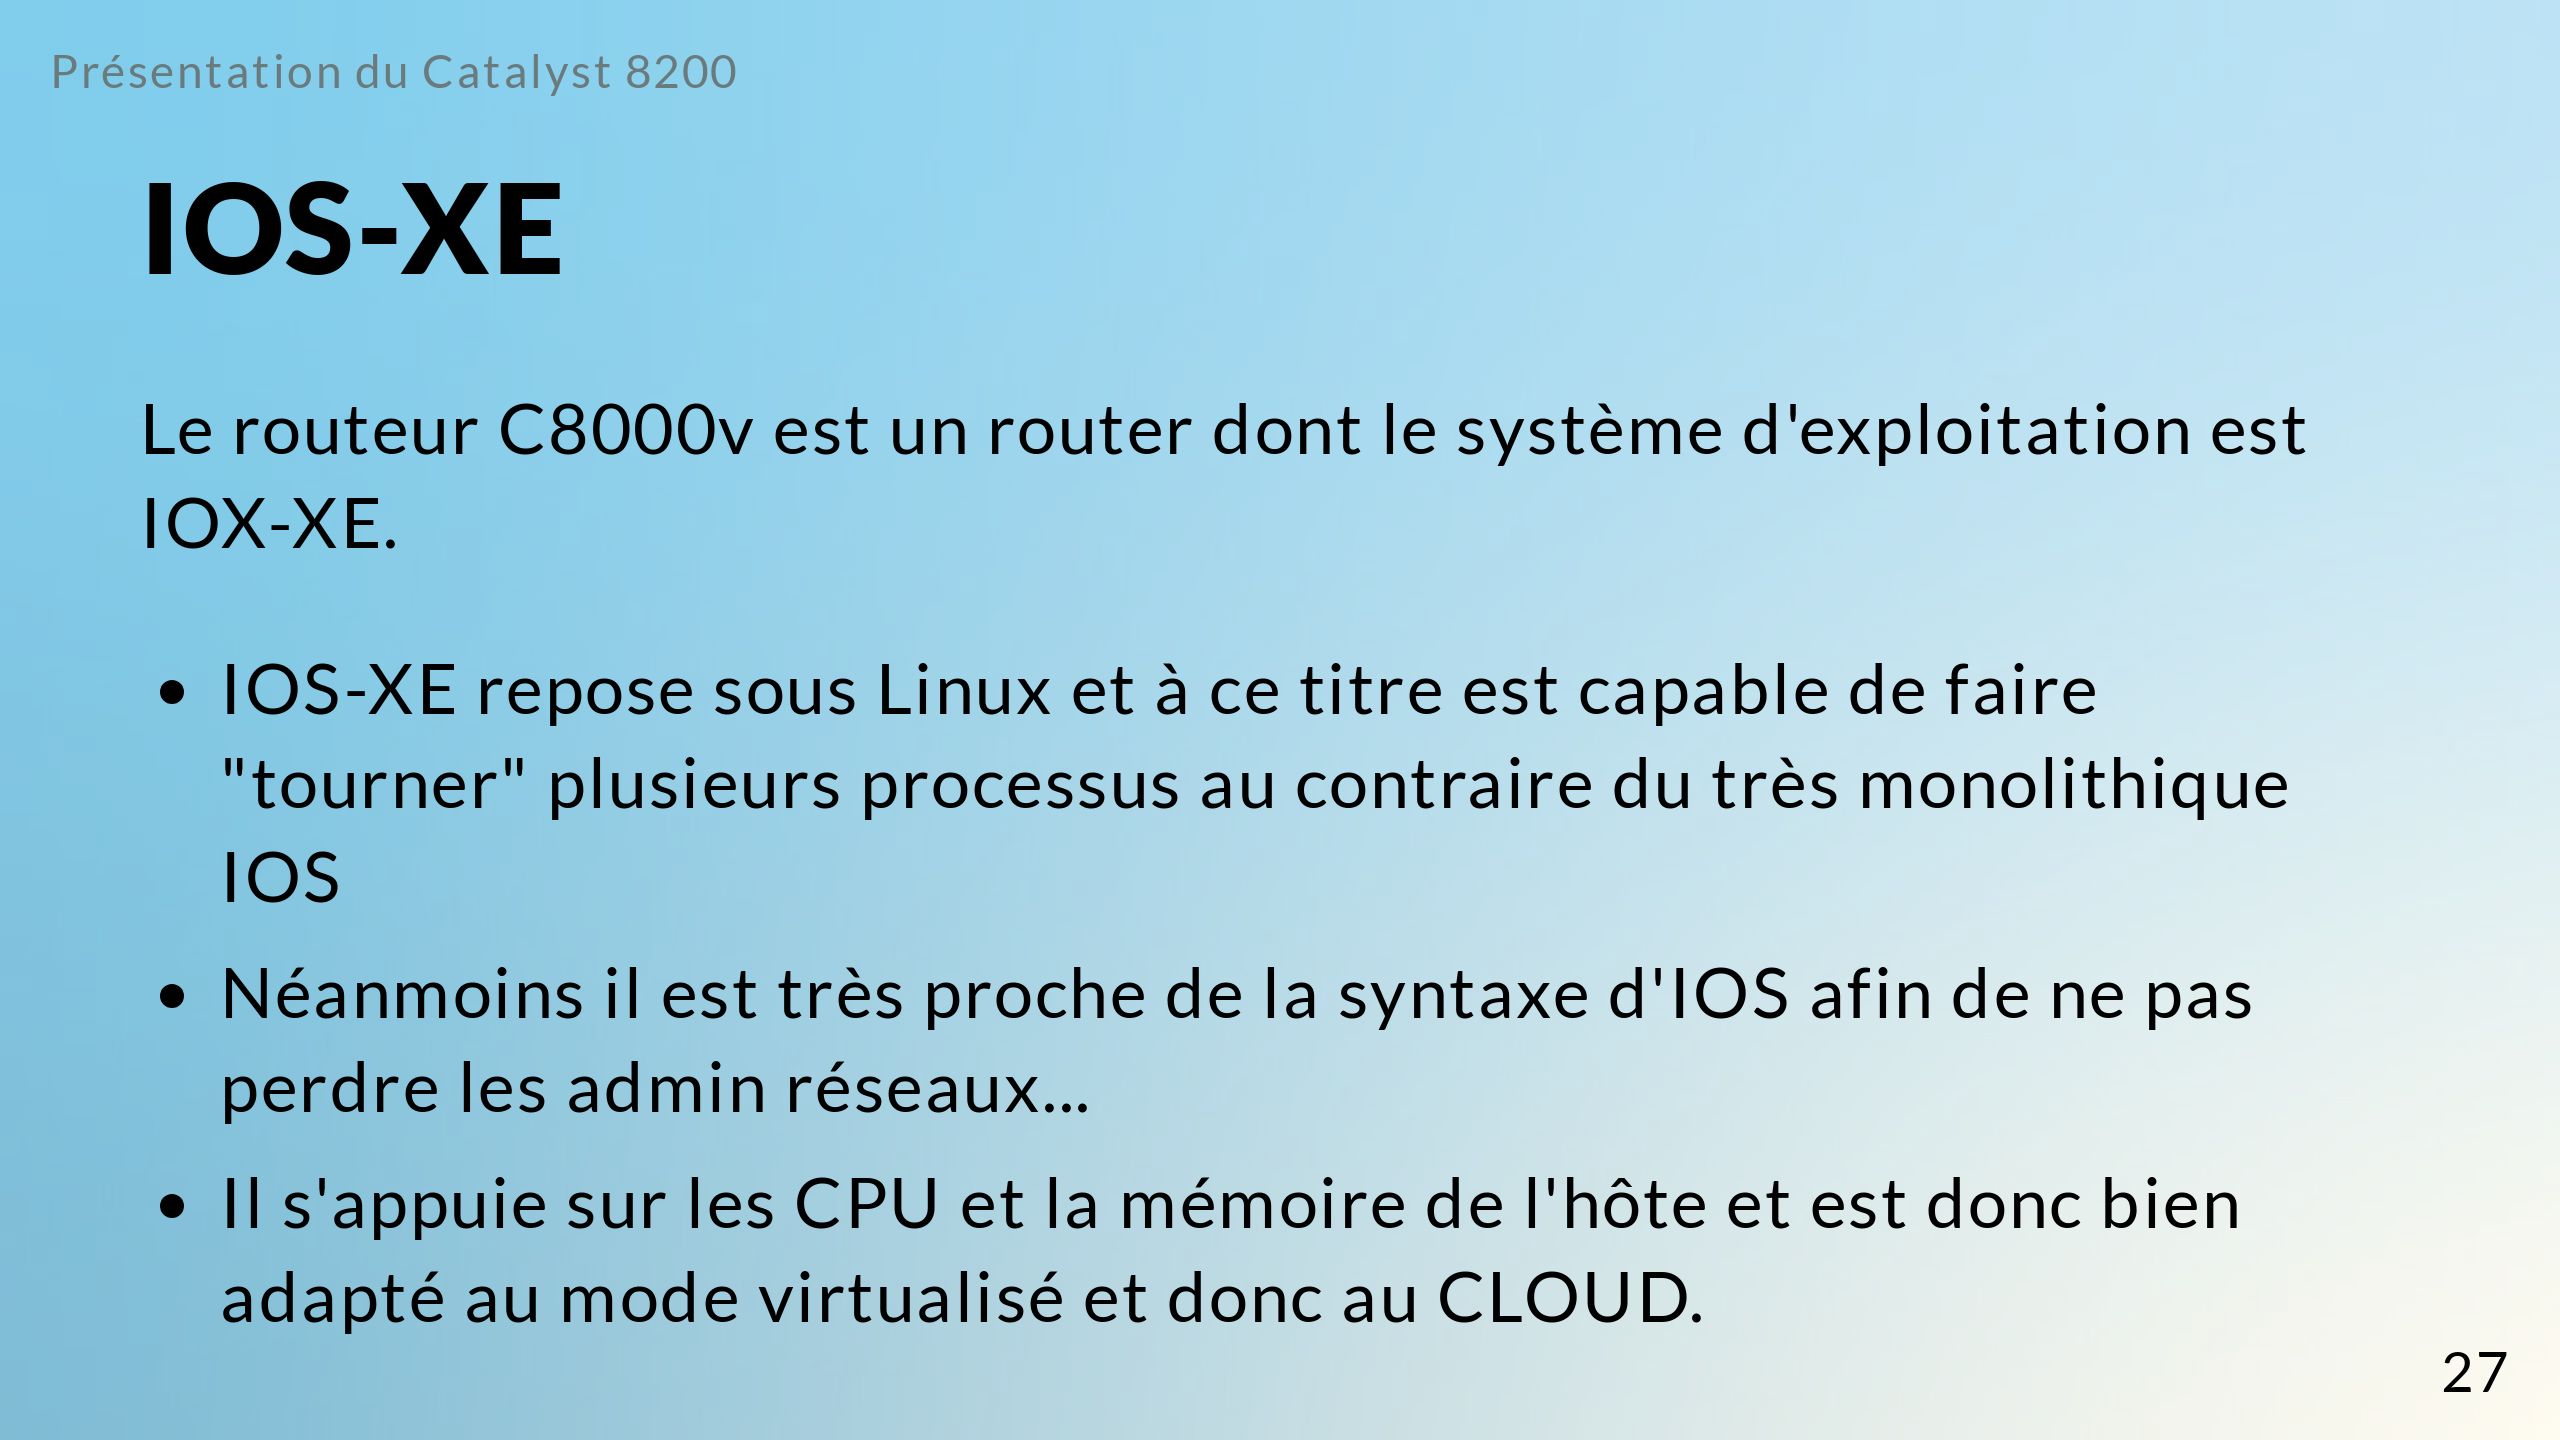 Présentation du Catalyst 8200
IOS-XE
Le routeur C8000v est un router dont le système d'exploitation est
IOX-XE.
• IOS-XE repose sous Linux et à ce titre est capable de faire
"tourner" plusieurs processus au contraire du très monolithique
IOS
• Néanmoins il est très proche de la syntaxe d'IOS afin de ne pas
perdre les admin réseaux...
• Il s'appuie sur les CPU et la mémoire de l'hôte et est donc bien
adapté au mode virtualisé et donc au CLOUD.
27